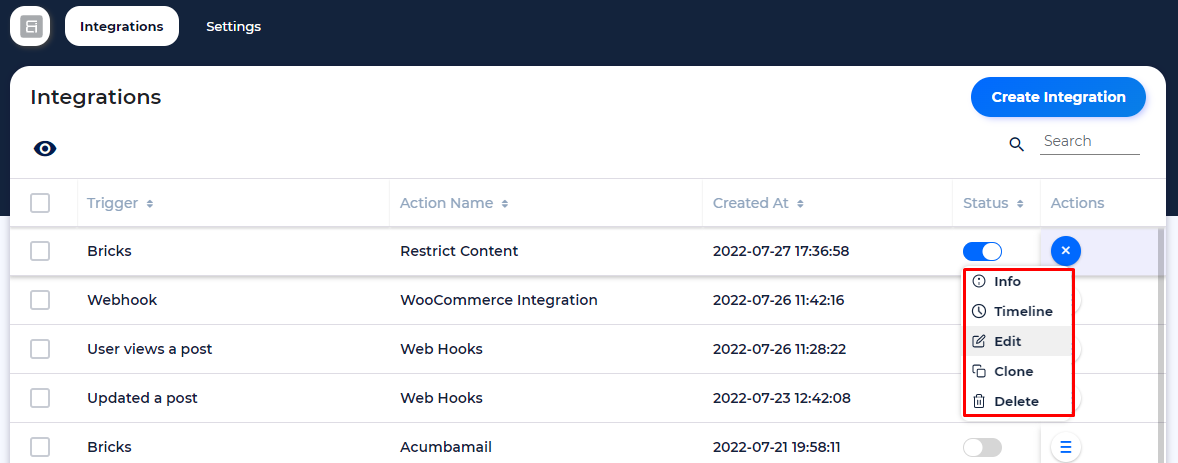 Integrations Settings
Integrations Create Integration
Search
Trigger Action Name Created At Status Actions
Bricks Restrict Content 2022-07-27 17:36:58
Info
Webhook WooCommerce Integration 2022-07-26 11:42:16
Timeline
Edit
User views a post Web Hooks 2022-07-26 11:28:22
Clone
Updated a post Web Hooks 2022-07-23 12:42:08
Delete
Bricks Acumbamail 2022-07-21 19:58:11